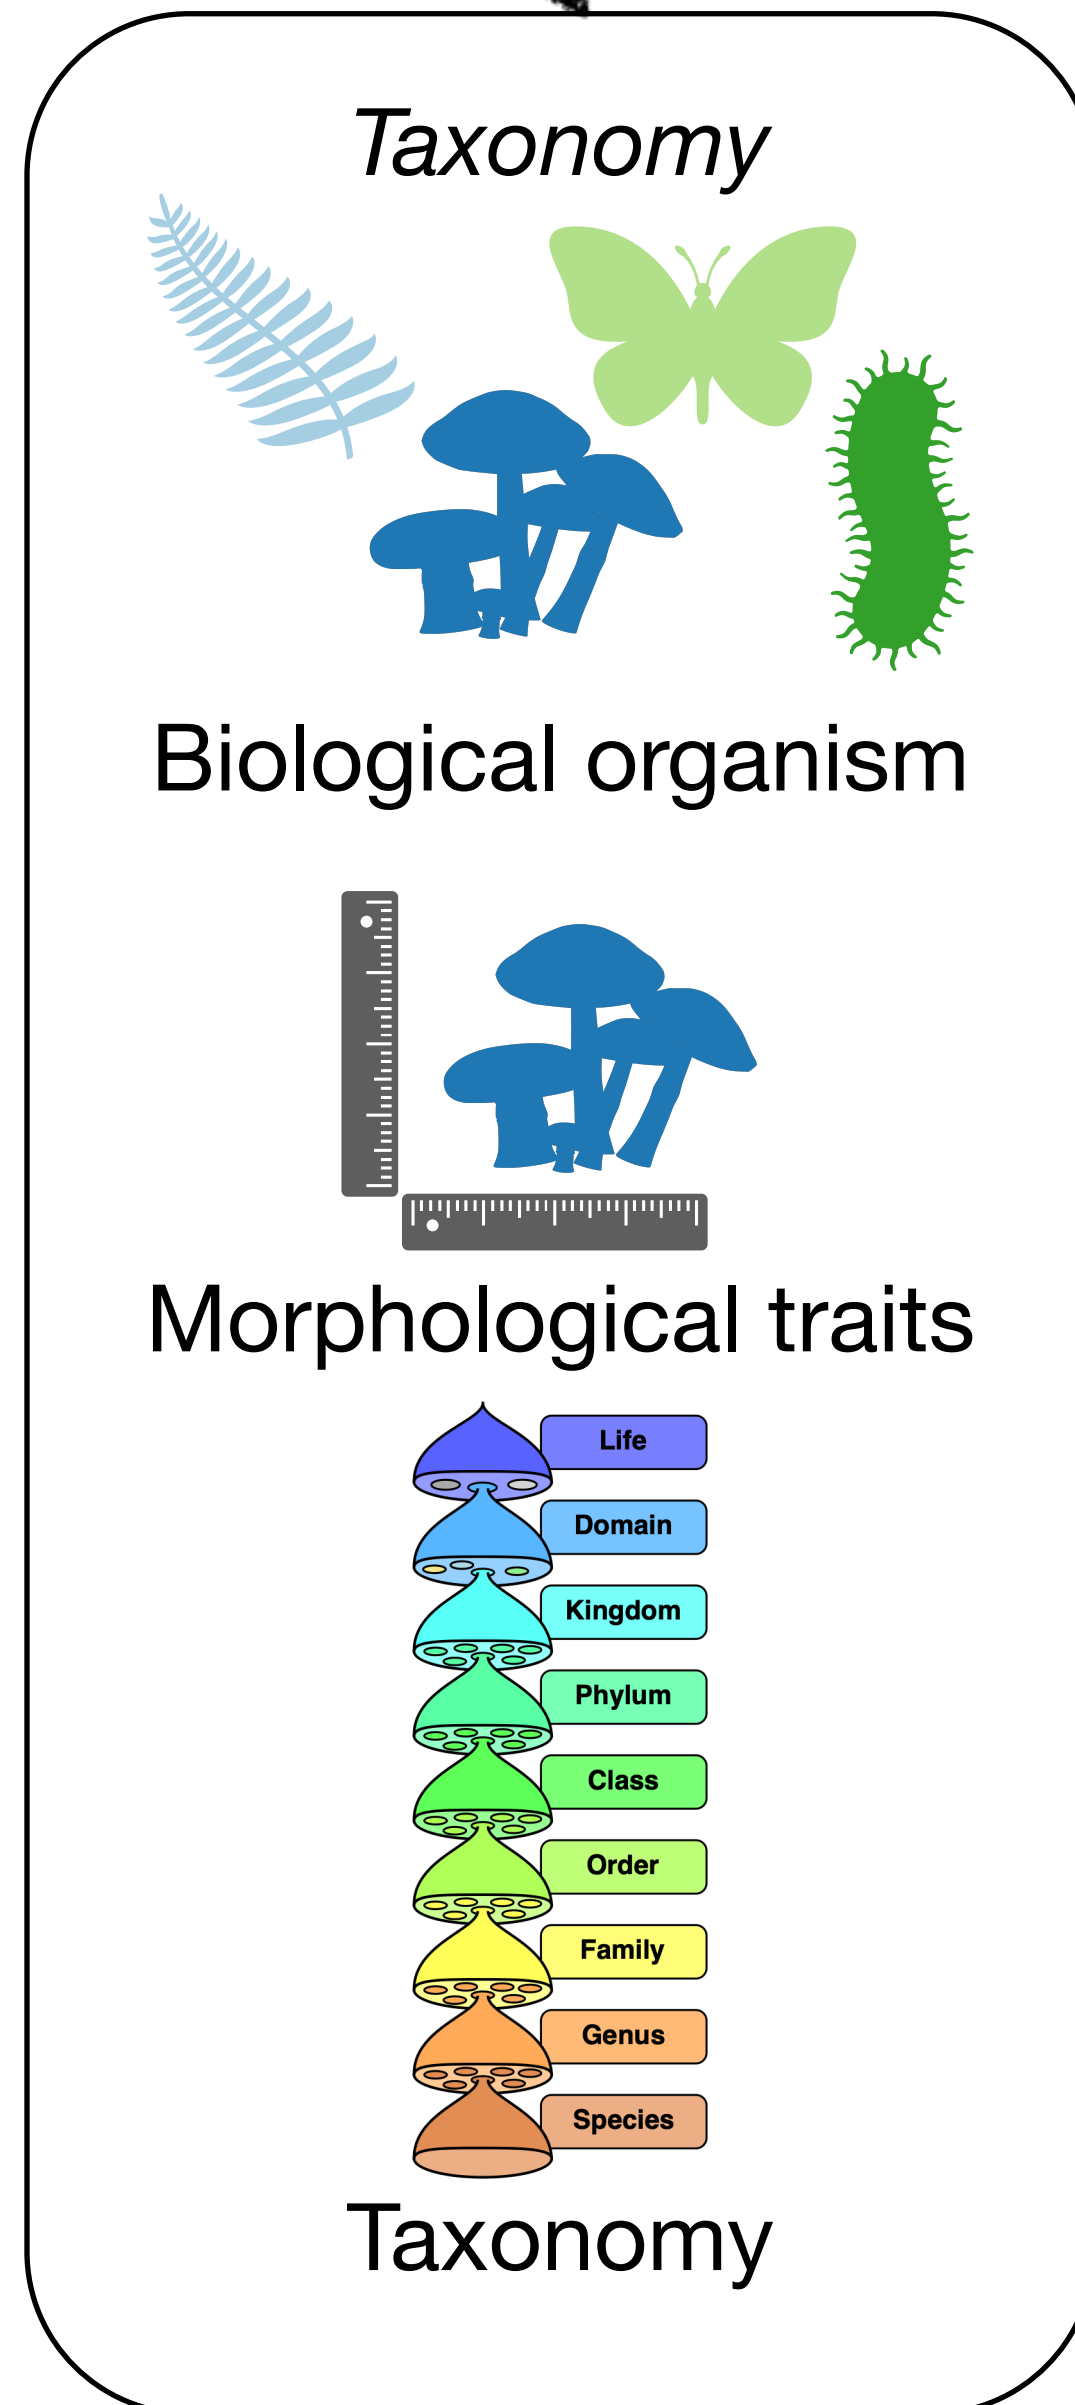 Taxonomy
Biological organism
Morphological traits
Life
Domain
Kingdom
Phylum
Class
Order
Family
Genus
Species
Taxonomy